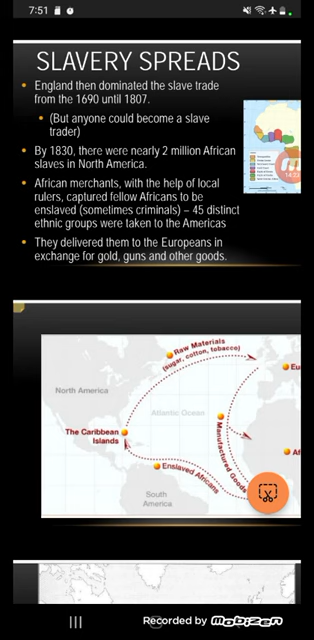 7:51
SLAVERY SPREADS
• England then dominated the slave trade
from the 1690 until 1807.
• (But anyone could become a slave
trader)
• By 1830, there were nearly 2 million African
slaves in North America.
• African merchants, with the help of local
rulers, captured fellow Africans to be
enslaved (sometimes criminals) – 45 distinct
ethnic groups were taken to the Americas
• They delivered them to the Europeans in
exchange for gold, guns and other goods.
Raw Materials
(sugar, cotton, tobacco)
Eu
North America
Atlantic Ocean
The Caribbean
Islands
Manufactured Goods
Af
Enslaved Africans
South
America
Recorded by Mobizen